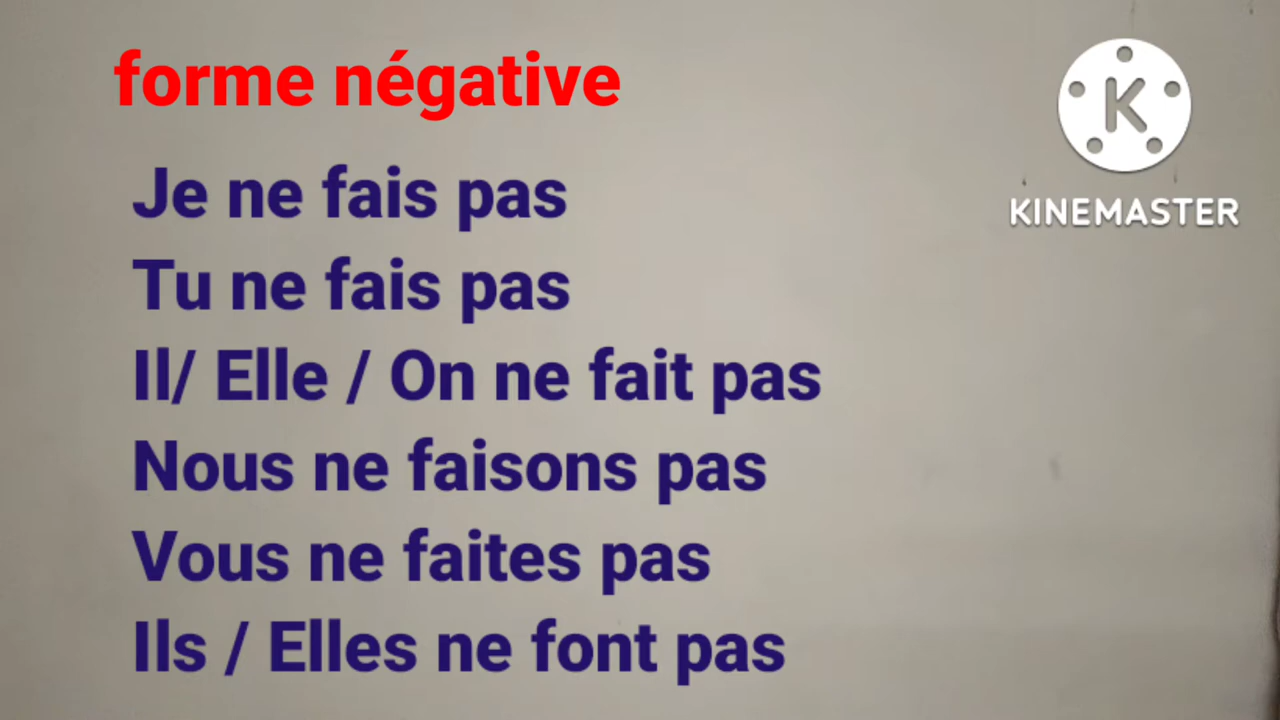 forme négative
Je ne fais pas
Tu ne fais pas
Il/ Elle / On ne fait pas
Nous ne faisons pas
Vous ne faites pas
Ils / Elles ne font pas
K
KINEMASTER